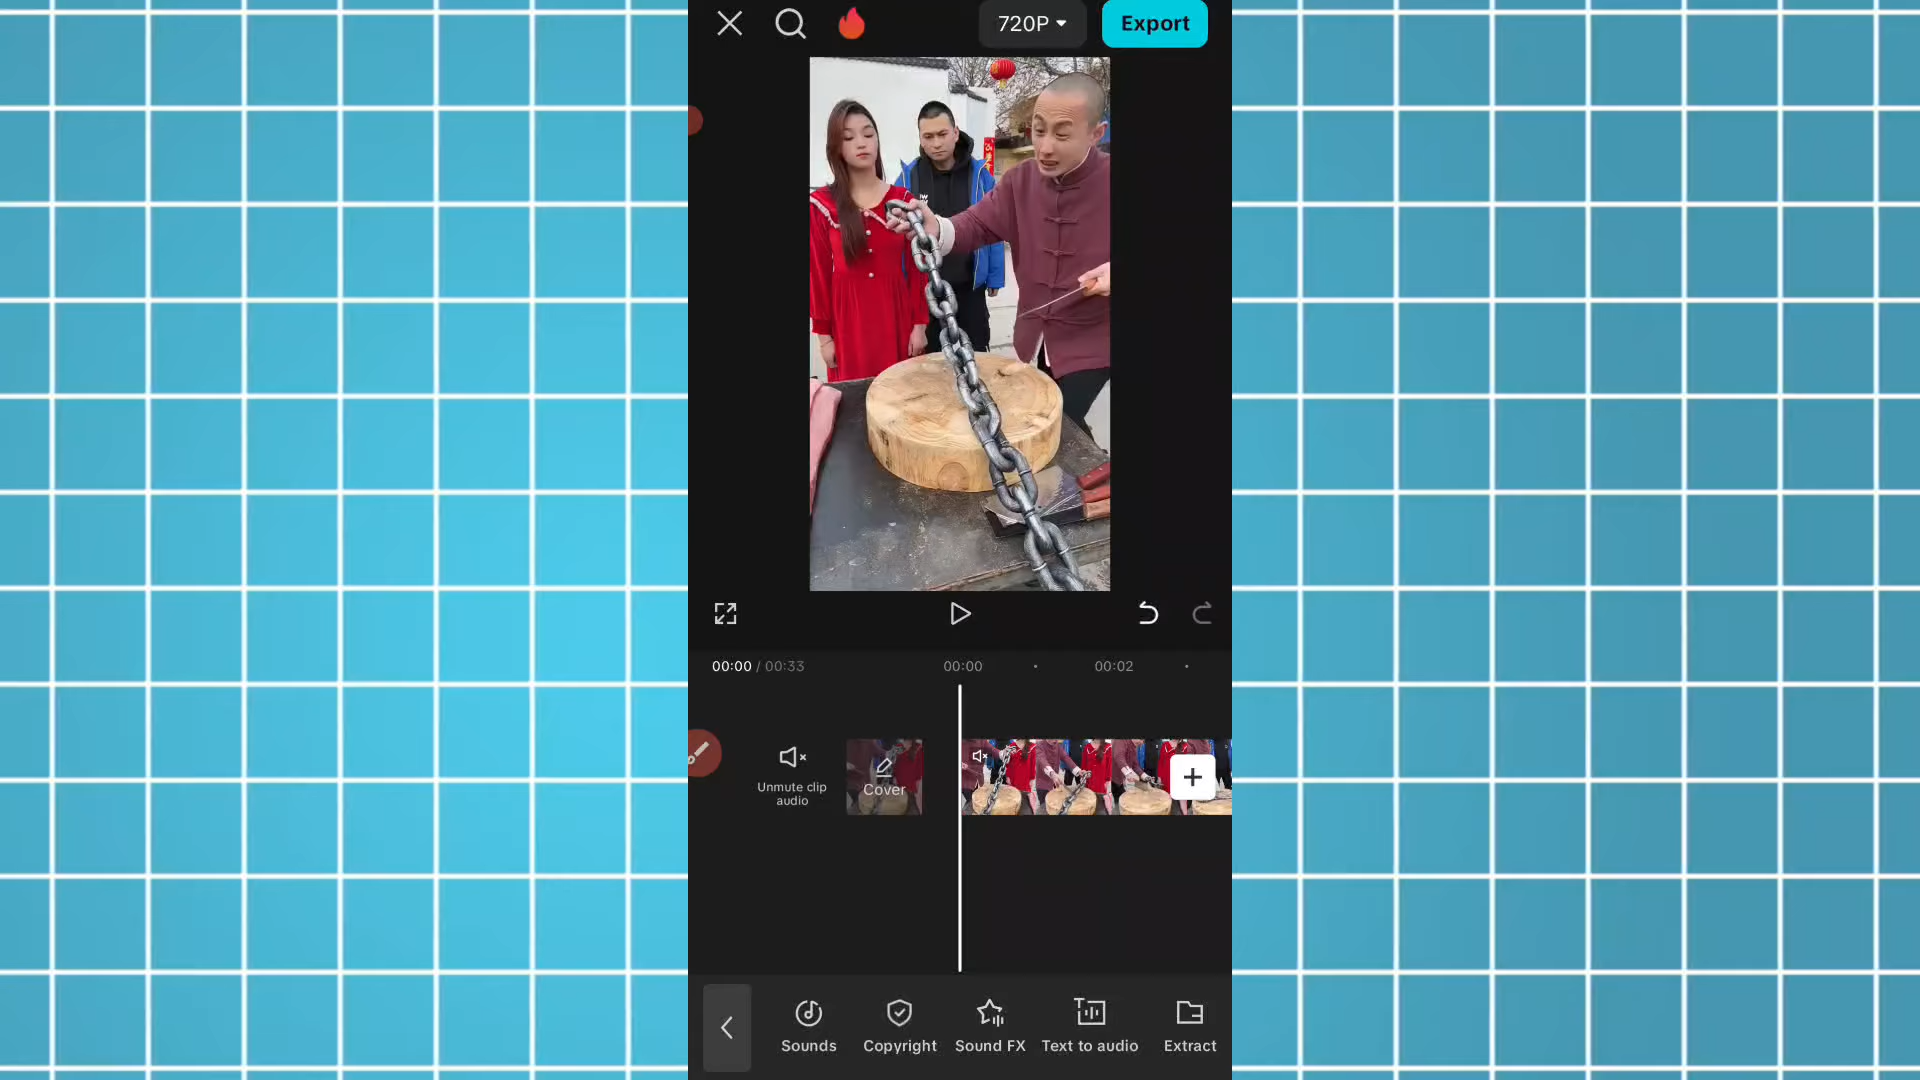 720P
Export
00:00 / 00:33
00:00
00:02
Unmute clip
audio
Cover
Sounds
Copyright
Sound FX
Text to audio
Extract